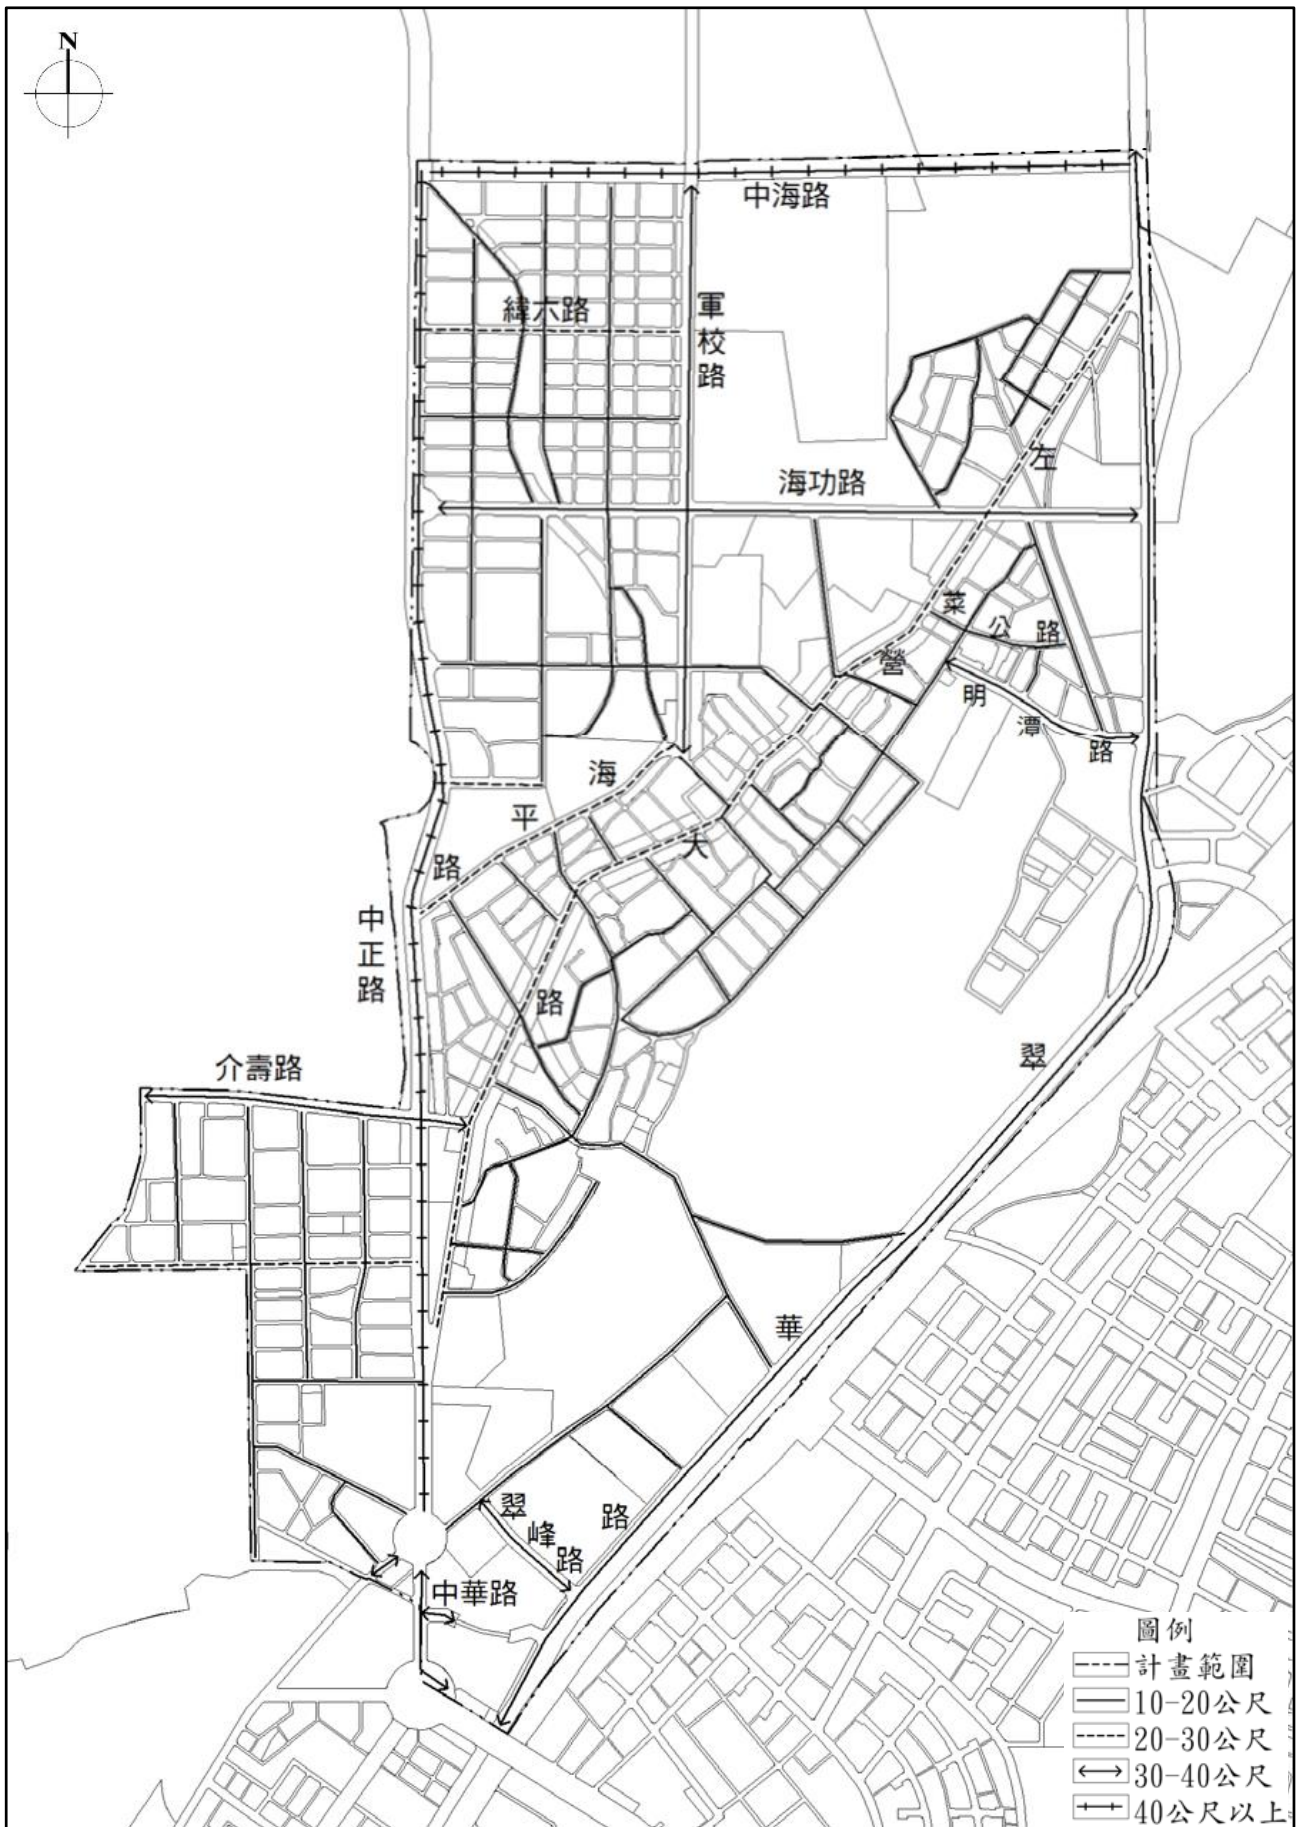 N
中海路
緯六路
軍校路
海功路
左營大路
菜公路
明潭路
海平路
中正路
介壽路
翠華路
翠峰路
中華路
圖例
計畫範圍
10-20公尺
20-30公尺
30-40公尺
40公尺以上